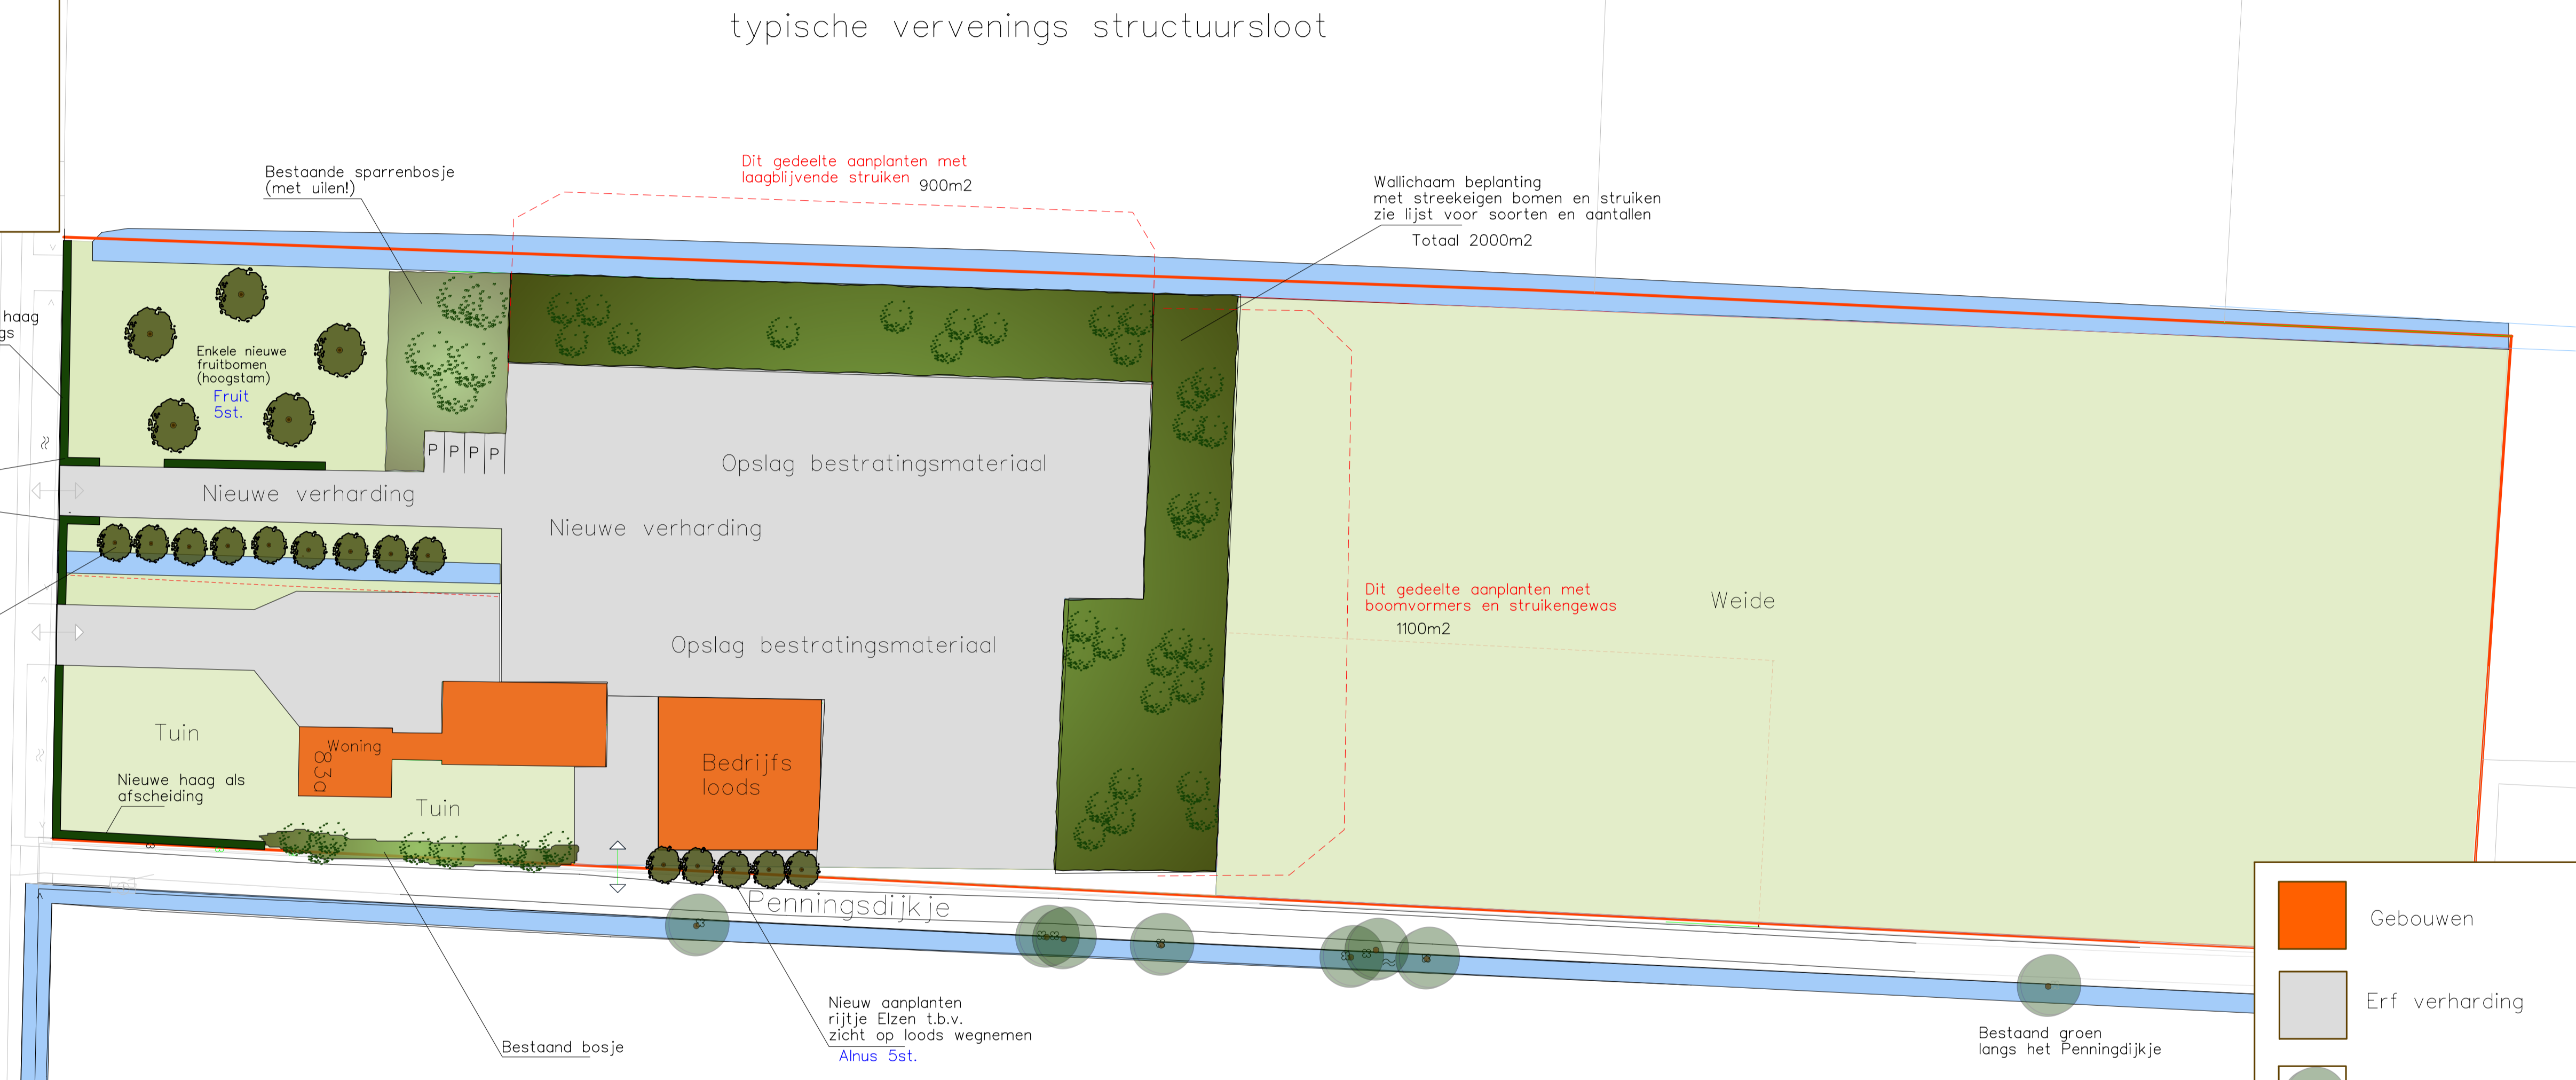 typische vervenings structuursloot
Bestaande sparrenbosje
(met uilen!)
Dit gedeelte aanplanten met
laagblijvende struiken
900m2
Wallichaam beplanting
met streekeigen bomen en struiken
zie lijst voor soorten en aantallen
Totaal 2000m2
haag
gs
Enkele nieuwe
fruitbomen
(hoogstam)
Fruit
5st.
P P P P
Opslag bestratingsmateriaal
Nieuwe verharding
Nieuwe verharding
Opslag bestratingsmateriaal
Dit gedeelte aanplanten met
boomvormers en struikengewas
1100m2
Weide
Tuin
Woning
83a
Bedrijfs
loods
Nieuwe haag als
afscheiding
Tuin
Penningsdijkje
Gebouwen
Erf verharding
Nieuw aanplanten
rijtje Elzen t.b.v.
zicht op loods wegnemen
Alnus 5st.
Bestaand bosje
Bestaand groen
langs het Penningdijkje